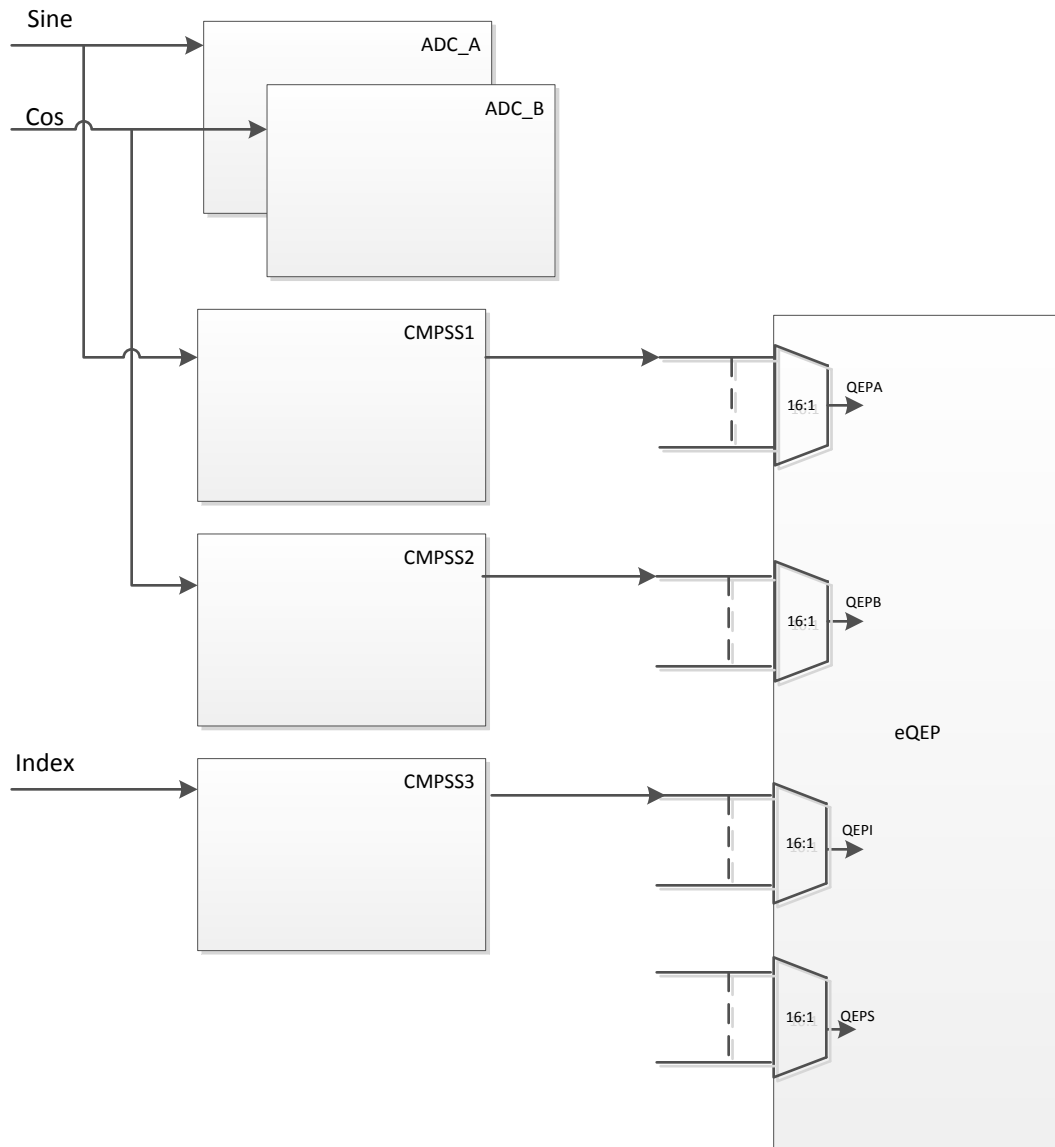 Sine
ADC_A
Cos
ADC_B
CMPSS1
QEPA
16:1
CMPSS2
QEPB
16:1
eQEP
Index
CMPSS3
QEPI
16:1
QEPS
16:1